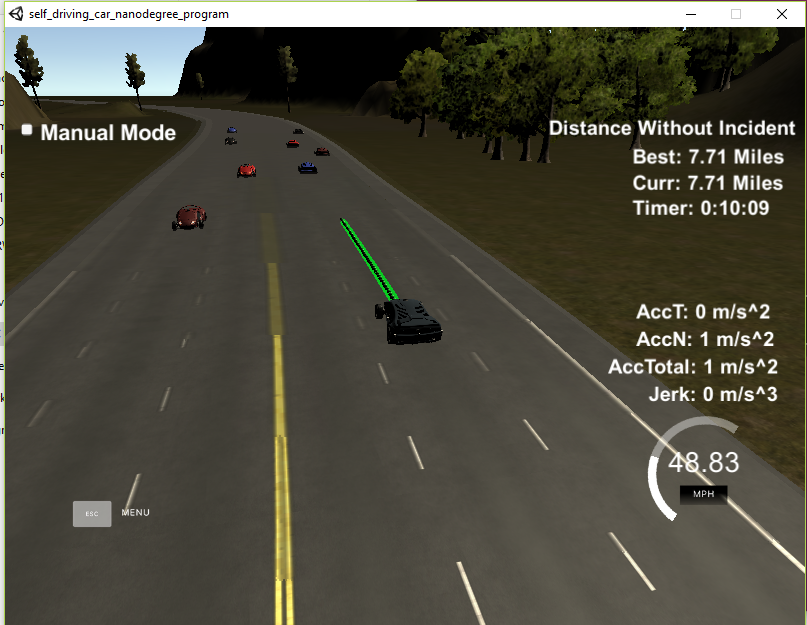 self_driving_car_nanodegree_program
Manual Mode
Distance Without Incident
Best: 7.71 Miles
Curr: 7.71 Miles
Timer: 0:10:09
AccT: 0 m/s^2
AccN: 1 m/s^2
AccTotal: 1 m/s^2
Jerk: 0 m/s^3
48.83
MPH
ESC
MENU